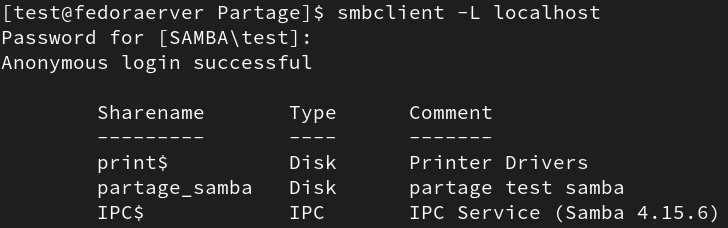 [test@fedoraerver Partage]$ smbclient -L localhost
Password for [SAMBA\test]:
Anonymous login successful
Sharename Type Comment
--------- ---- -------
print$ Disk Printer Drivers
partage_samba Disk partage test samba
IPC$ IPC IPC Service (Samba 4.15.6)